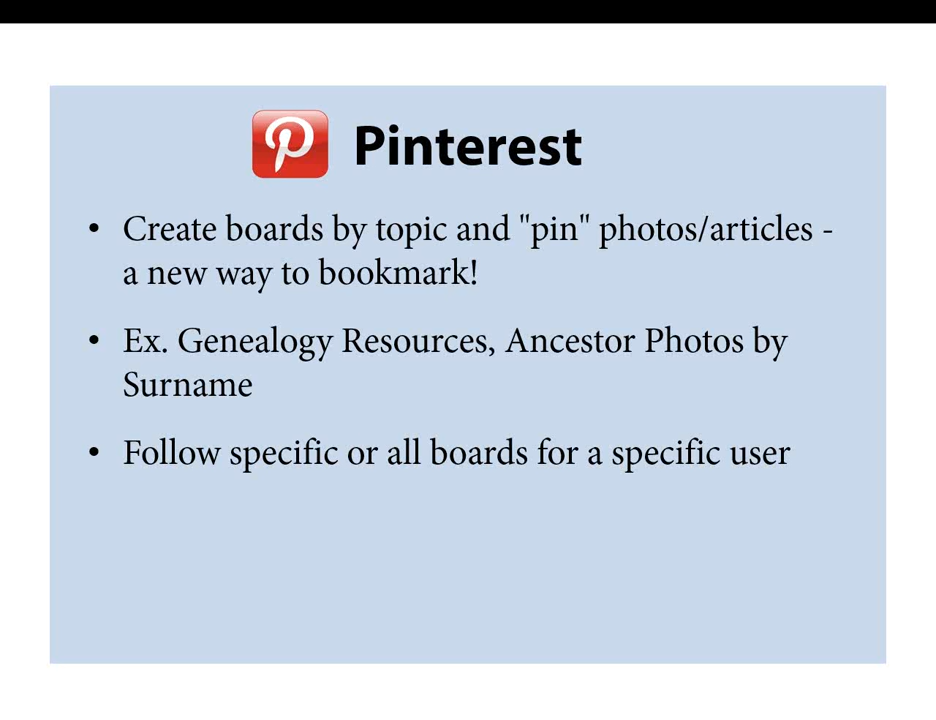 Pinterest
• Create boards by topic and "pin" photos/articles -
a new way to bookmark!
• Ex. Genealogy Resources, Ancestor Photos by
Surname
• Follow specific or all boards for a specific user